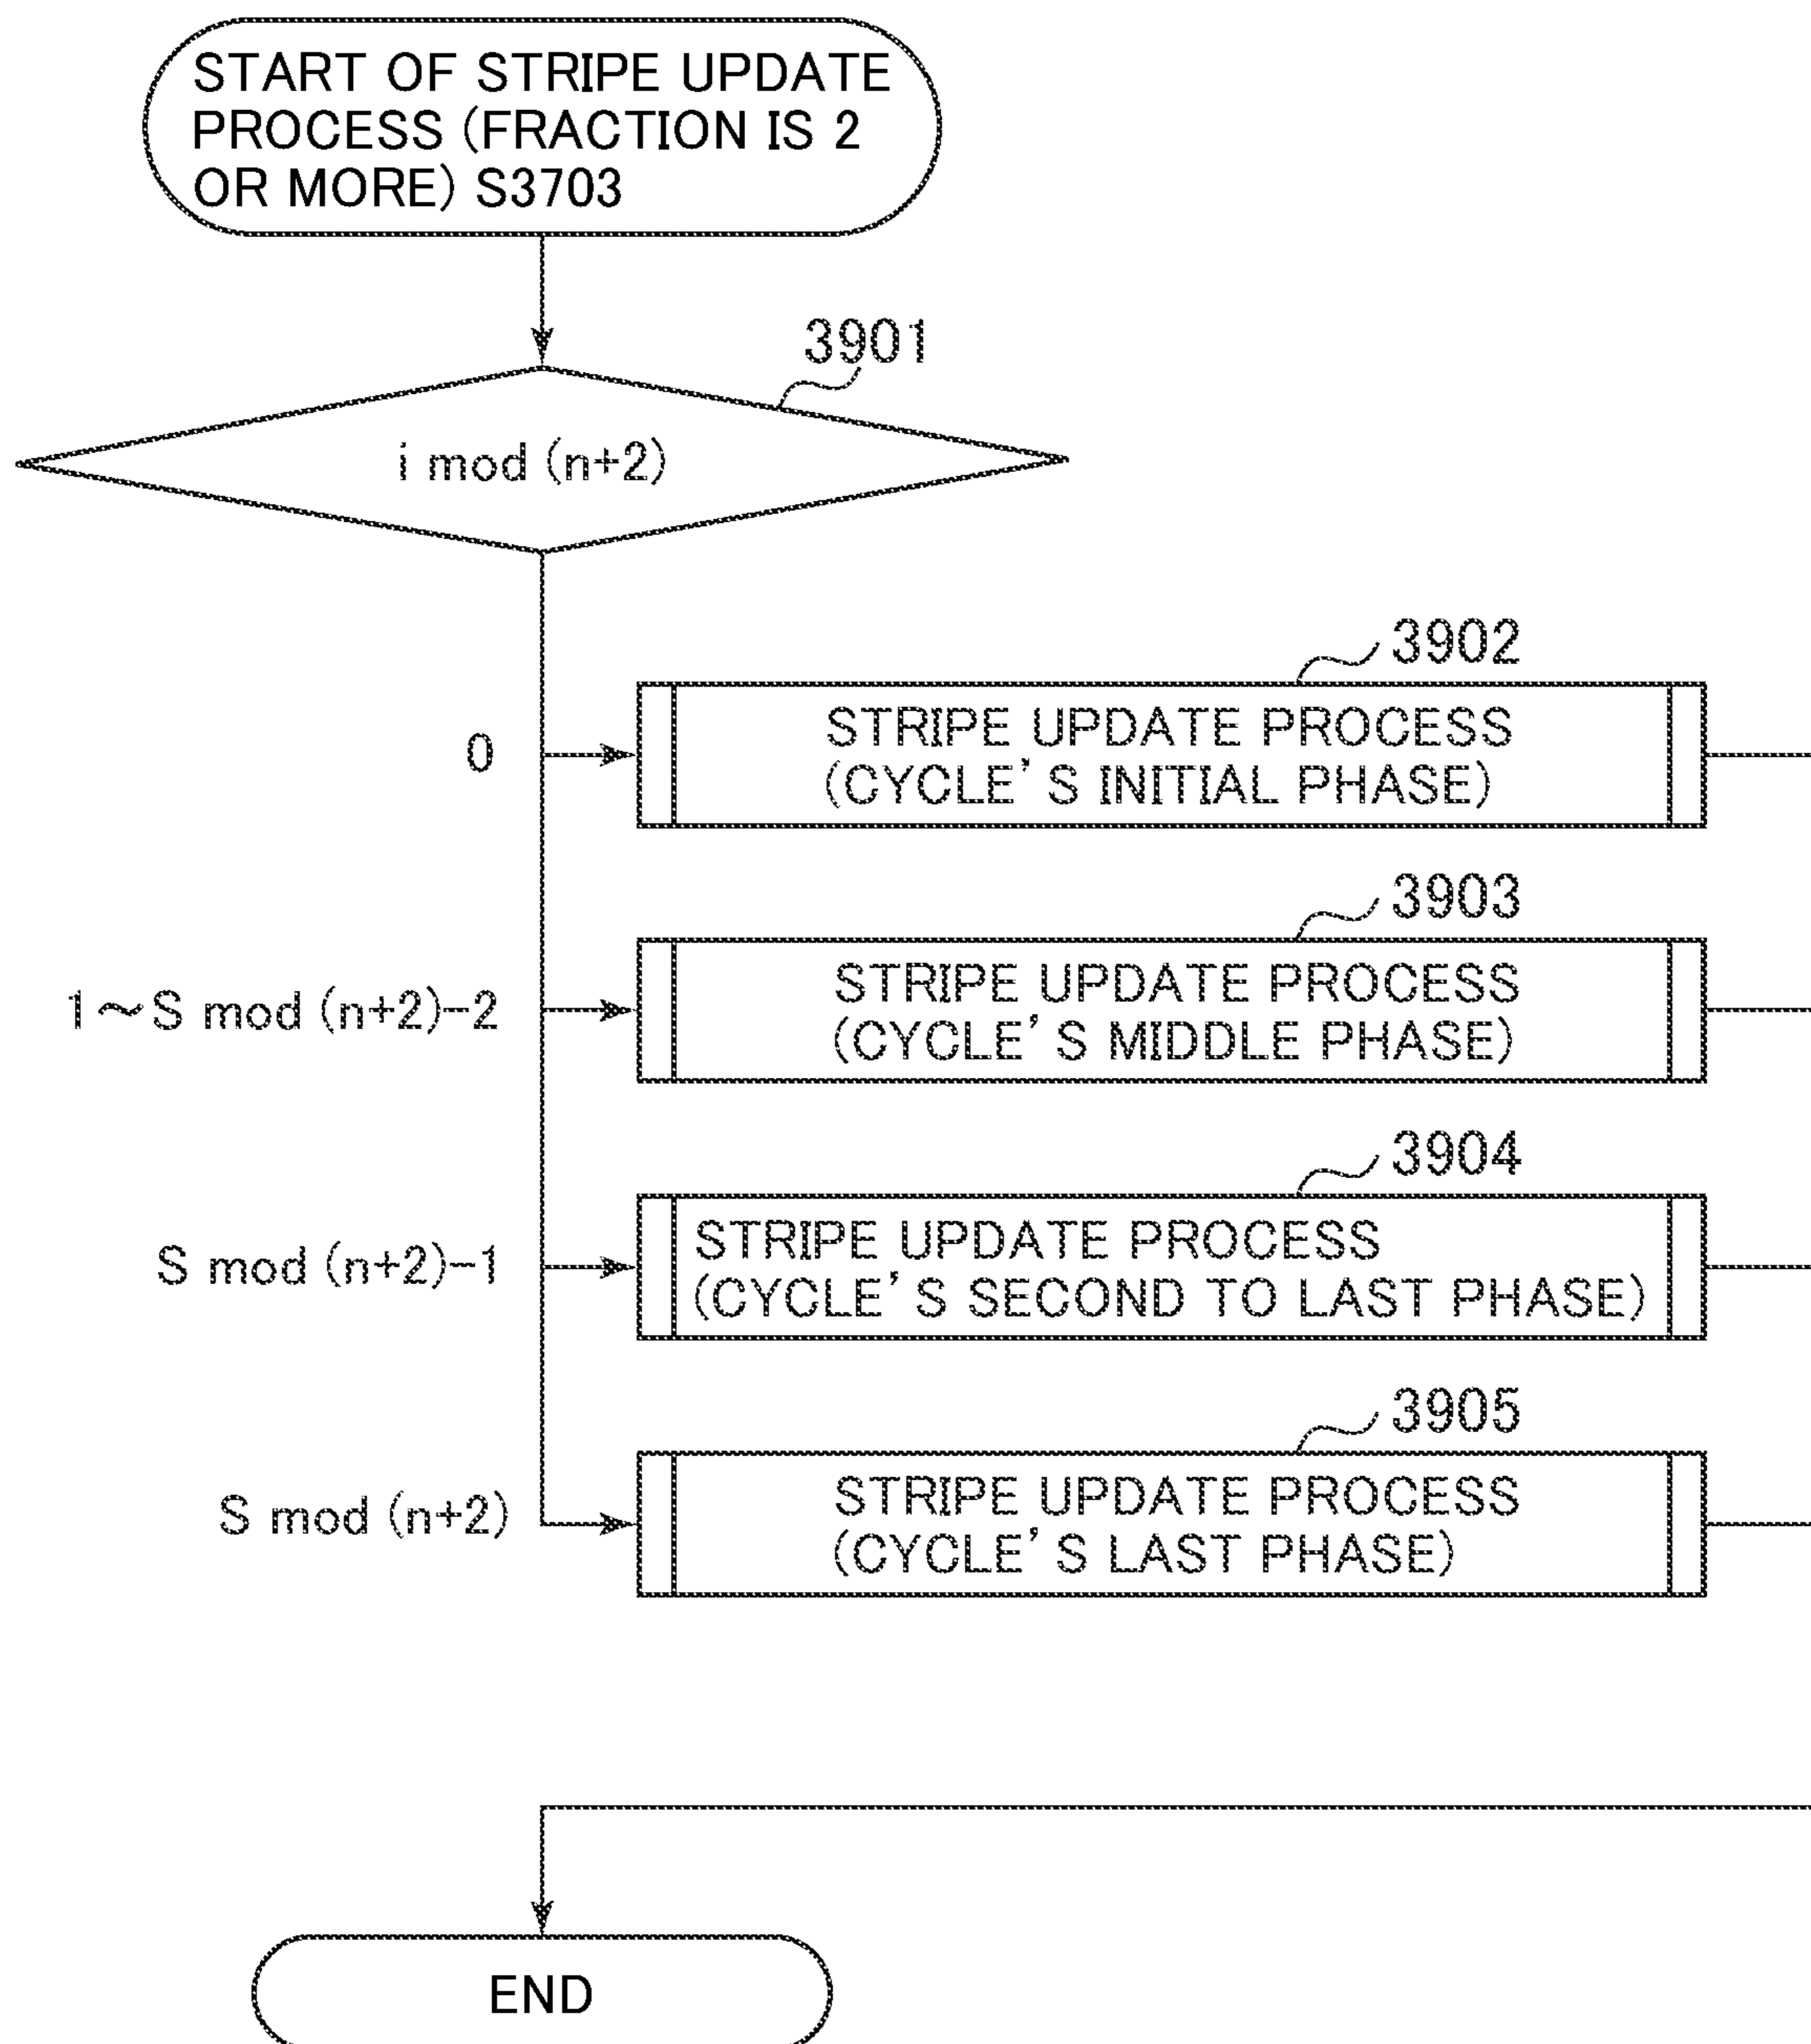 START OF STRIPE UPDATE
PROCESS (FRACTION IS 2
OR MORE) S3703
3901
i mod (n+2)
3902
0
STRIPE UPDATE PROCESS
(CYCLE'S INITIAL PHASE)
3903
1~S mod (n+2)-2
STRIPE UPDATE PROCESS
(CYCLE'S MIDDLE PHASE)
3904
S mod (n+2)-1
STRIPE UPDATE PROCESS
(CYCLE'S SECOND TO LAST PHASE)
3905
S mod (n+2)
STRIPE UPDATE PROCESS
(CYCLE'S LAST PHASE)
END